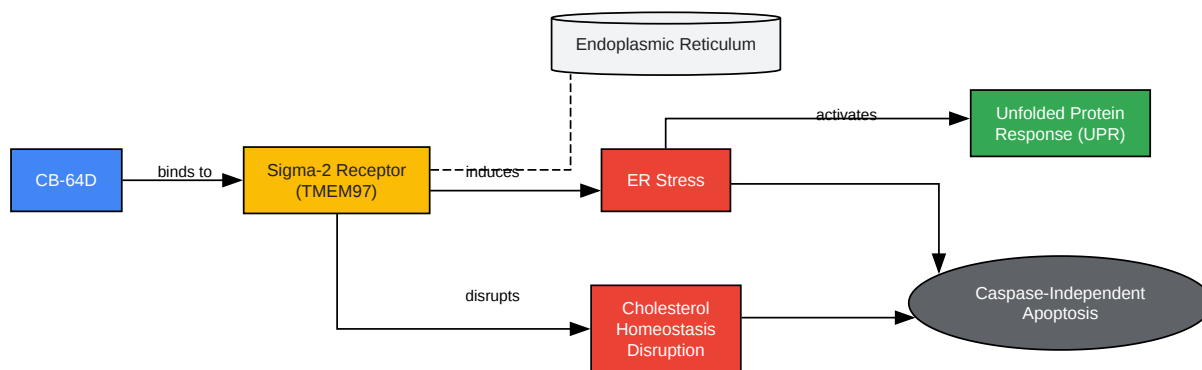 Endoplasmic Reticulum
activates
Unfolded Protein
Response (UPR)
CB-64D
binds to
Sigma-2 Receptor
(TMEM97)
induces
ER Stress
disrupts
Cholesterol
Homeostasis
Disruption
Caspase-Independent
Apoptosis